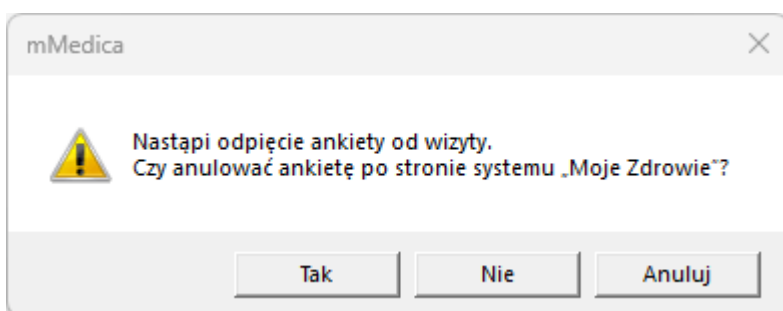 mMedica
Nastąpi odpięcie ankiety od wizyty.
Czy anulować ankietę po stronie systemu „Moje Zdrowie”?
Tak
Nie
Anuluj